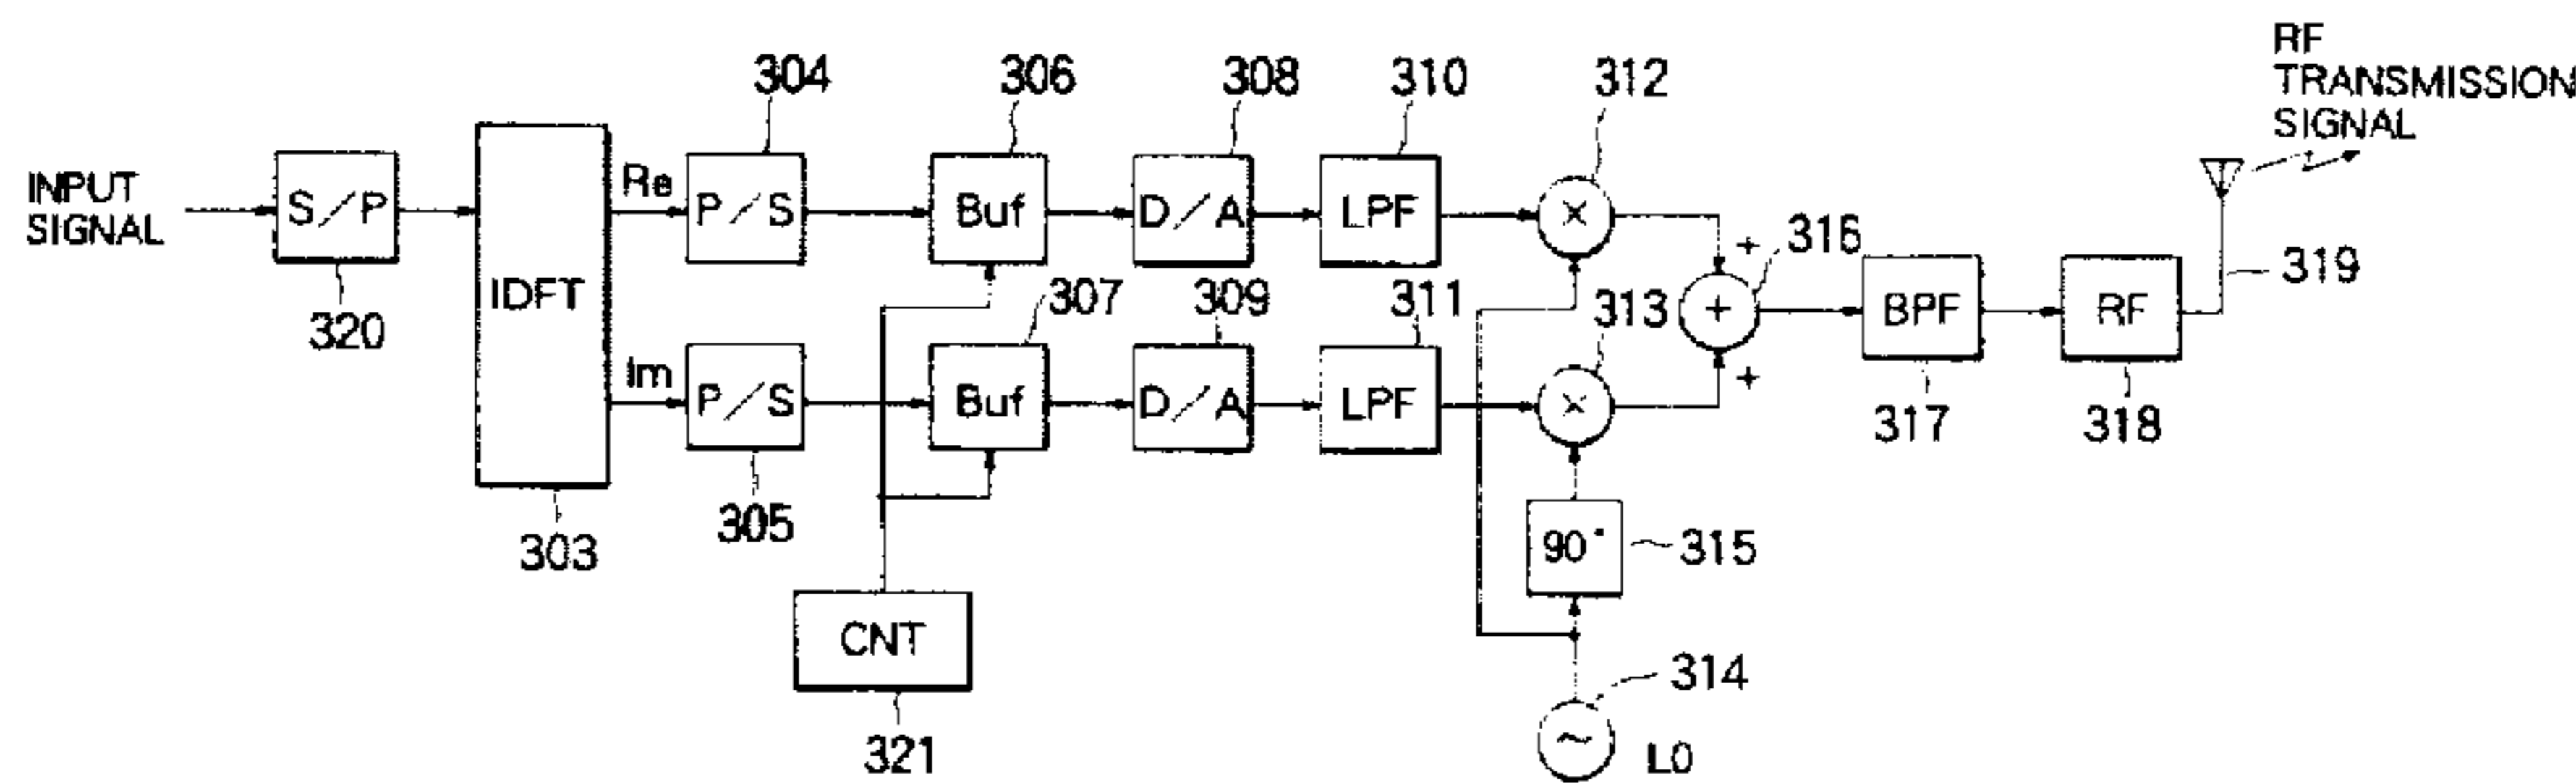 RF
TRANSMISSION
SIGNAL
304
306
308
310
312
INPUT
SIGNAL
S/P
320
IDFT
303
Re
P/S
Buf
D/A
LPF
×
+
316
319
BPF
317
RF
318
Im
P/S
305
307
Buf
309
D/A
311
LPF
313
×
+
+
90°
315
CNT
321
314
~
LO